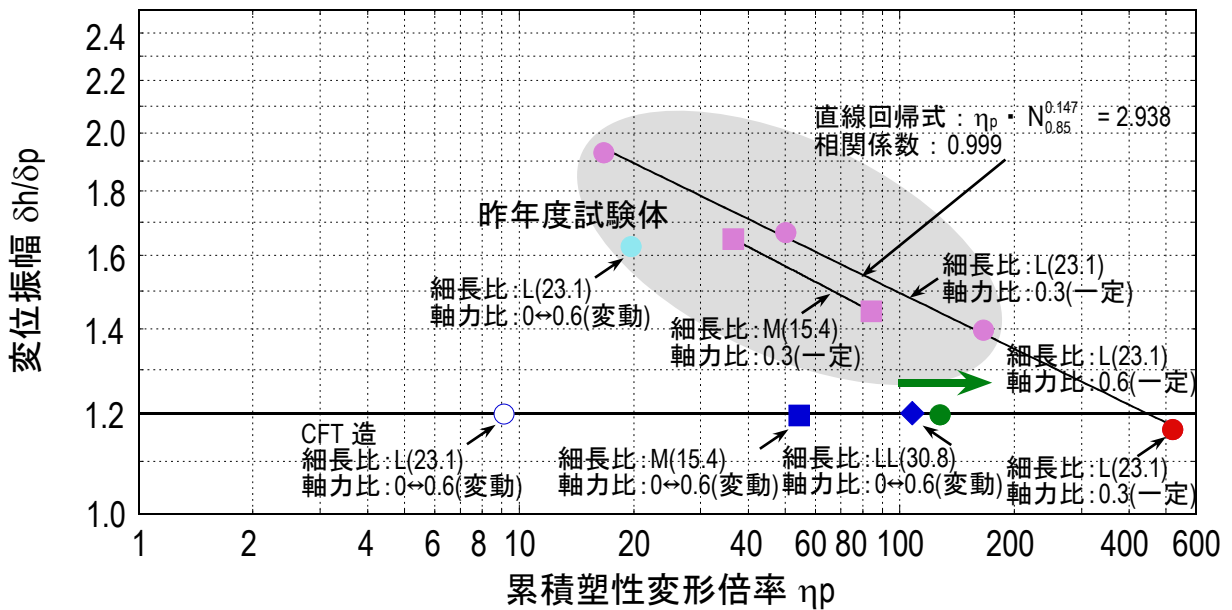 変位振幅 δh/δp
2.4
2.2
2.0
1.8
1.6
1.4
1.2
1.0
直線回帰式：ηp・N0.85 0.147 = 2.938
相関係数：0.999
昨年度試験体
細長比：L(23.1)
軸力比：0↔0.6(変動)
細長比：M(15.4)
軸力比：0.3(一定)
細長比：L(23.1)
軸力比：0.3(一定)
細長比：L(23.1)
軸力比：0.6(一定)
CFT 造
細長比：L(23.1)
軸力比：0↔0.6(変動)
細長比：M(15.4)
軸力比：0↔0.6(変動)
細長比：LL(30.8)
軸力比：0↔0.6(変動)
細長比：L(23.1)
軸力比：0.3(一定)
1 2 4 6 8 10 20 40 60 80 100 200 400 600
累積塑性変形倍率 ηp